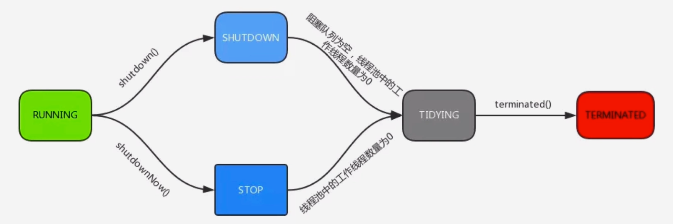 SHUTDOWN
阻塞队列为空，线程池中的工
作线程数量为0
shutdown()
RUNNING
TIDYING
terminated()
TERMINATED
shutdownNow()
线程池中的工作线程数量为0
STOP